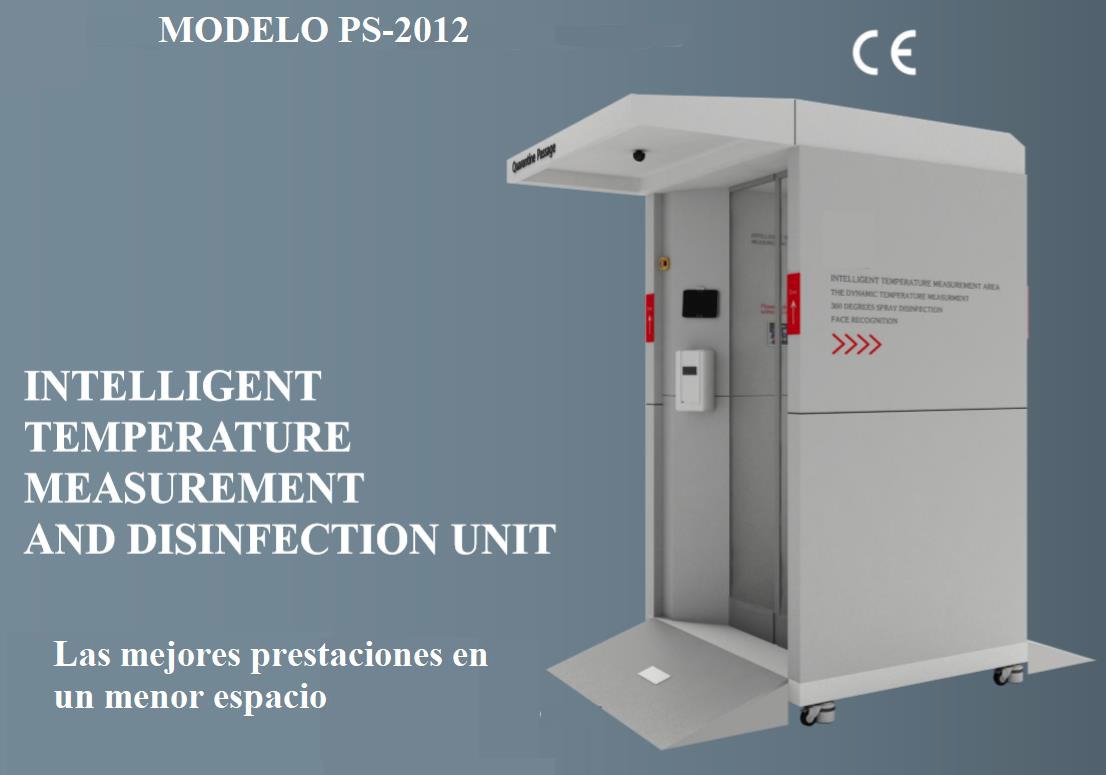 MODELO PS-2012
CE
Quarantine Passage
INTELLIGENT TEMPERATURE MEASUREMENT AREA
THE DYNAMIC TEMPERATURE MEASURMENT
360 DEGREES SPRAY DISINFECTION
FACE RECOGNITION
INTELLIGENT
TEMPERATURE
MEASUREMENT
AND DISINFECTION UNIT
Las mejores prestaciones en
un menor espacio